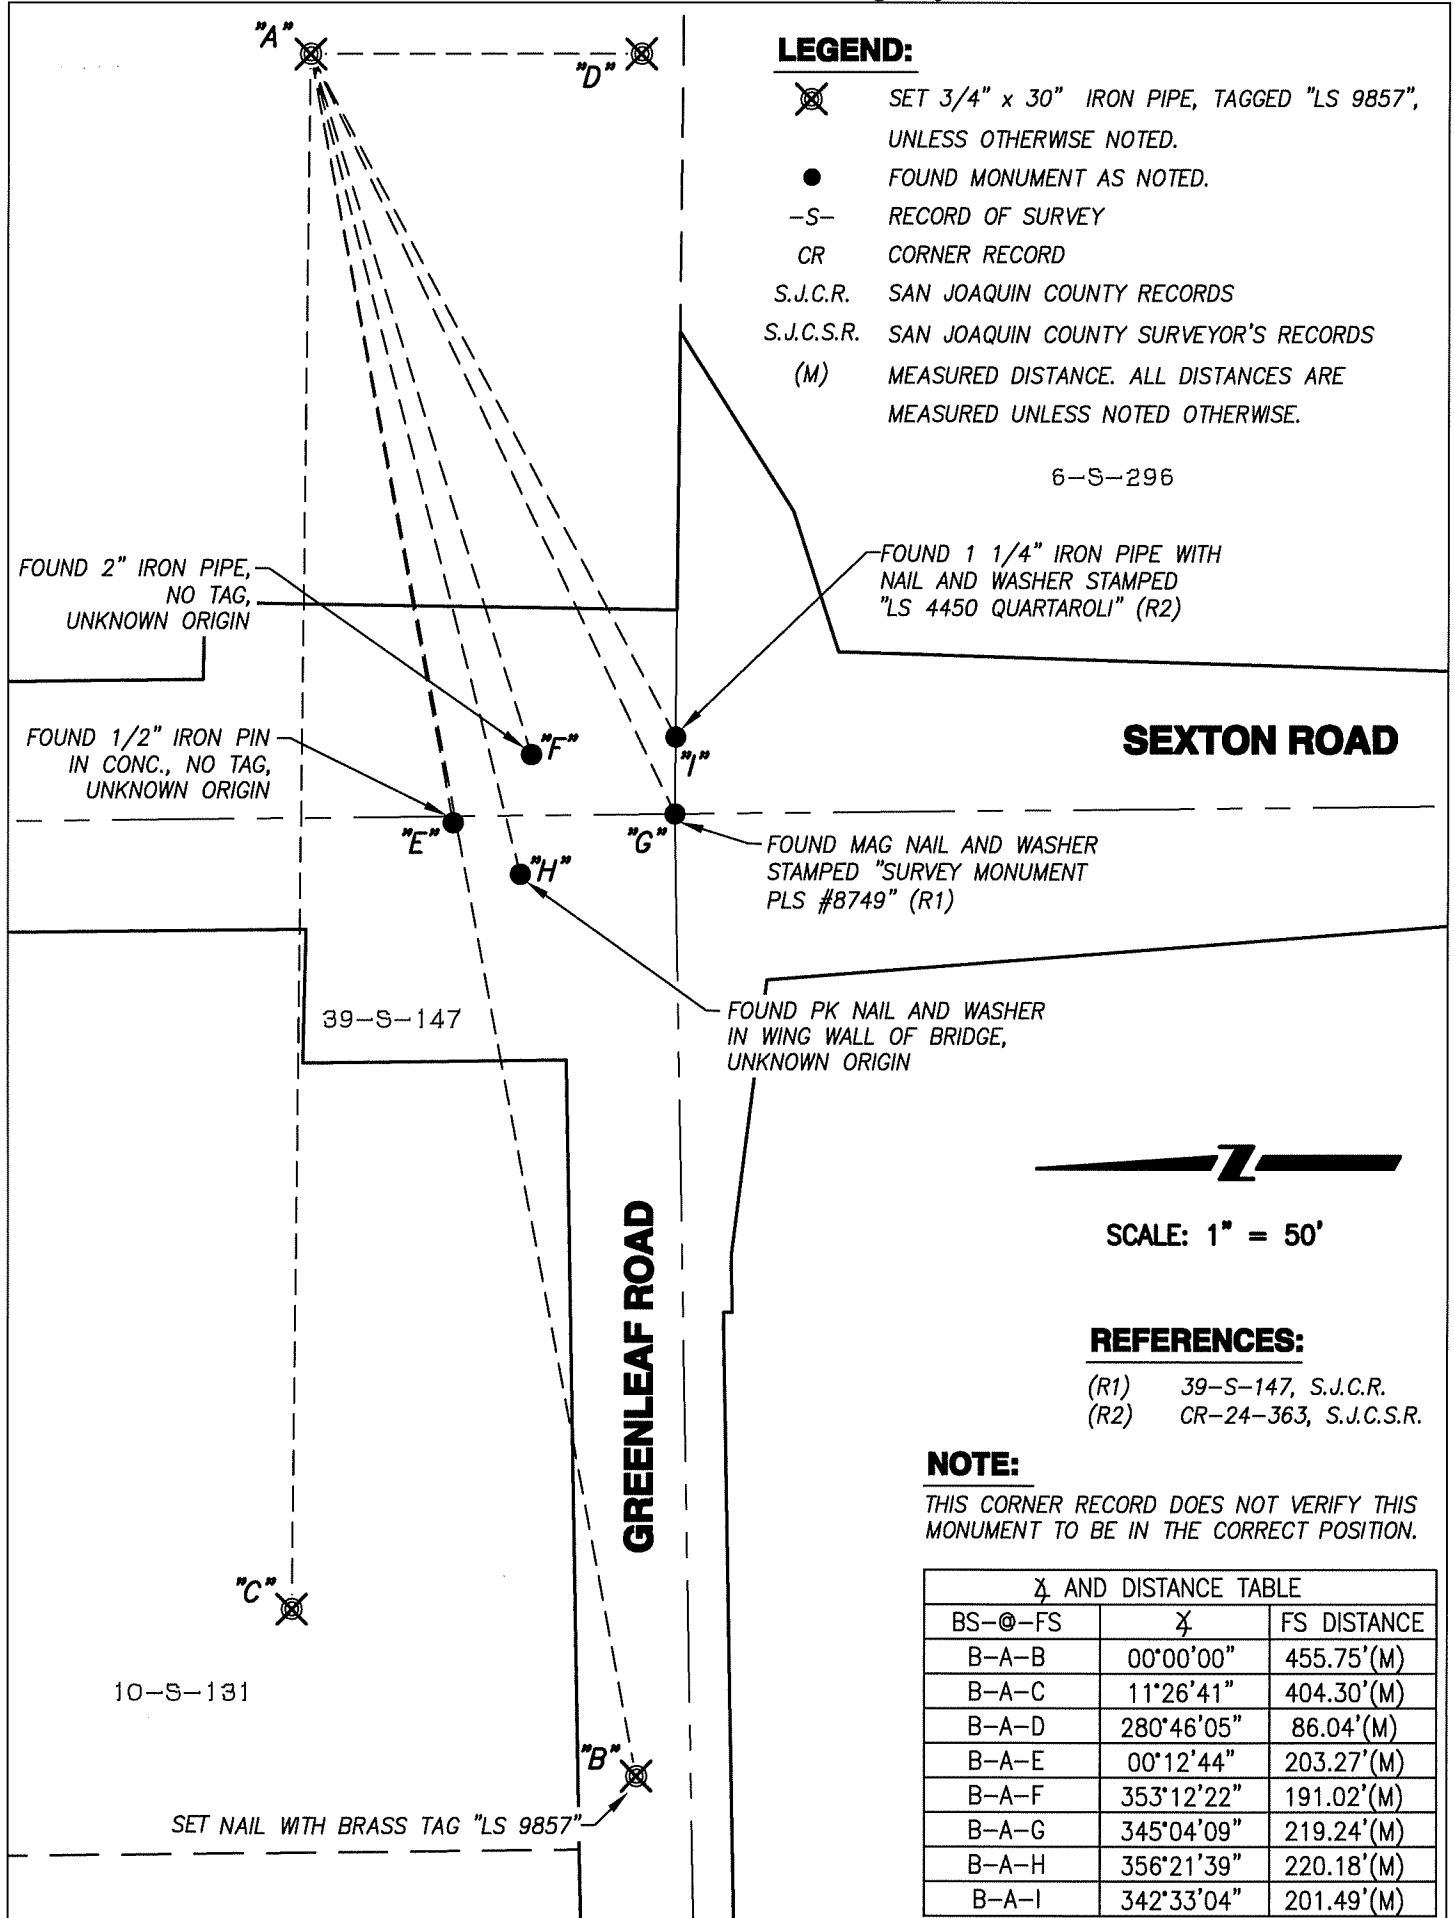 "A"
"D"
LEGEND:
SET 3/4" x 30" IRON PIPE, TAGGED "LS 9857",
UNLESS OTHERWISE NOTED.
FOUND MONUMENT AS NOTED.
-S- RECORD OF SURVEY
CR CORNER RECORD
S.J.C.R. SAN JOAQUIN COUNTY RECORDS
S.J.C.S.R. SAN JOAQUIN COUNTY SURVEYOR'S RECORDS
(M) MEASURED DISTANCE. ALL DISTANCES ARE
MEASURED UNLESS NOTED OTHERWISE.
6-S-296
FOUND 2" IRON PIPE,
NO TAG,
UNKNOWN ORIGIN
FOUND 1 1/4" IRON PIPE WITH
NAIL AND WASHER STAMPED
"LS 4450 QUARTAROLI" (R2)
FOUND 1/2" IRON PIN
IN CONC., NO TAG,
UNKNOWN ORIGIN
"F"
"I"
SEXTON ROAD
"E"
"G"
"H"
FOUND MAG NAIL AND WASHER
STAMPED "SURVEY MONUMENT
PLS #8749" (R1)
39-S-147
FOUND PK NAIL AND WASHER
IN WING WALL OF BRIDGE,
UNKNOWN ORIGIN
Z
SCALE: 1" = 50'
GREENLEAF ROAD
REFERENCES:
(R1) 39-S-147, S.J.C.R.
(R2) CR-24-363, S.J.C.S.R.
NOTE:
THIS CORNER RECORD DOES NOT VERIFY THIS
MONUMENT TO BE IN THE CORRECT POSITION.
"C"
10-S-131
"B"
SET NAIL WITH BRASS TAG "LS 9857"
∡ AND DISTANCE TABLE
BS-@-FS ∡ FS DISTANCE
B-A-B 00°00'00" 455.75'(M)
B-A-C 11°26'41" 404.30'(M)
B-A-D 280°46'05" 86.04'(M)
B-A-E 00°12'44" 203.27'(M)
B-A-F 353°12'22" 191.02'(M)
B-A-G 345°04'09" 219.24'(M)
B-A-H 356°21'39" 220.18'(M)
B-A-I 342°33'04" 201.49'(M)